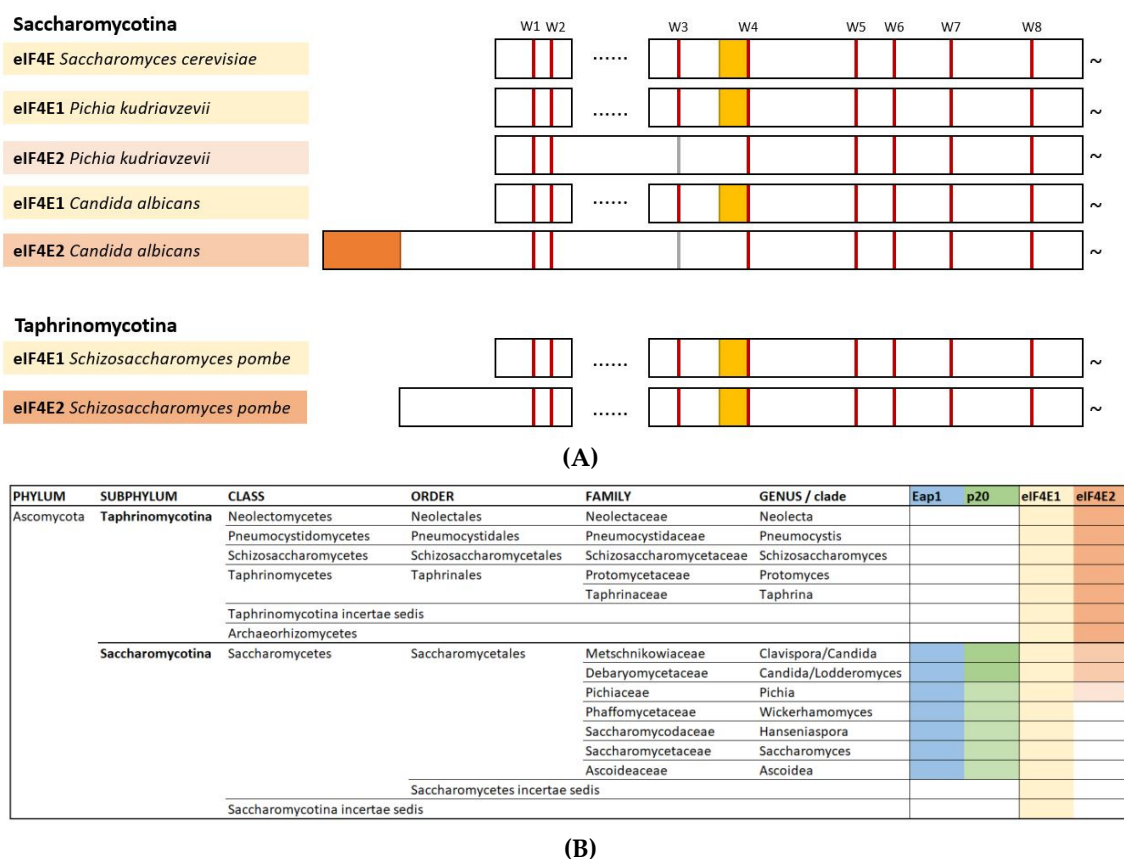 Saccharomycotina
W1 W2 W3 W4 W5 W6 W7 W8
eIF4E Saccharomyces cerevisiae ...... ~
eIF4E1 Pichia kudriavzevii ...... ~
eIF4E2 Pichia kudriavzevii ~
eIF4E1 Candida albicans ...... ~
eIF4E2 Candida albicans ~
Taphrinomycotina
eIF4E1 Schizosaccharomyces pombe ...... ~
eIF4E2 Schizosaccharomyces pombe ...... ~
(A)
PHYLUM SUBPHYLUM CLASS ORDER FAMILY GENUS / clade Eap1 p20 eIF4E1 eIF4E2
Ascomycota Taphrinomycotina Neolectomycetes Neolectales Neolectaceae Neolecta
Pneumocystidomycetes Pneumocystidales Pneumocystidaceae Pneumocystis
Schizosaccharomycetes Schizosaccharomycetales Schizosaccharomycetaceae Schizosaccharomyces
Taphrinomycetes Taphrinales Protomycetaceae Protomyces
Taphrinaceae Taphrina
Taphrinomycotina incertae sedis
Archaeorhizomycetes
Saccharomycotina Saccharomycetes Saccharomycetales Metschnikowiaceae Clavispora/Candida
Debaryomycetaceae Candida/Lodderomyces
Pichiaceae Pichia
Phaffomycetaceae Wickerhamomyces
Saccharomycodaceae Hanseniaspora
Saccharomycetaceae Saccharomyces
Ascoideaceae Ascoidea
Saccharomycetes incertae sedis
Saccharomycotina incertae sedis
(B)